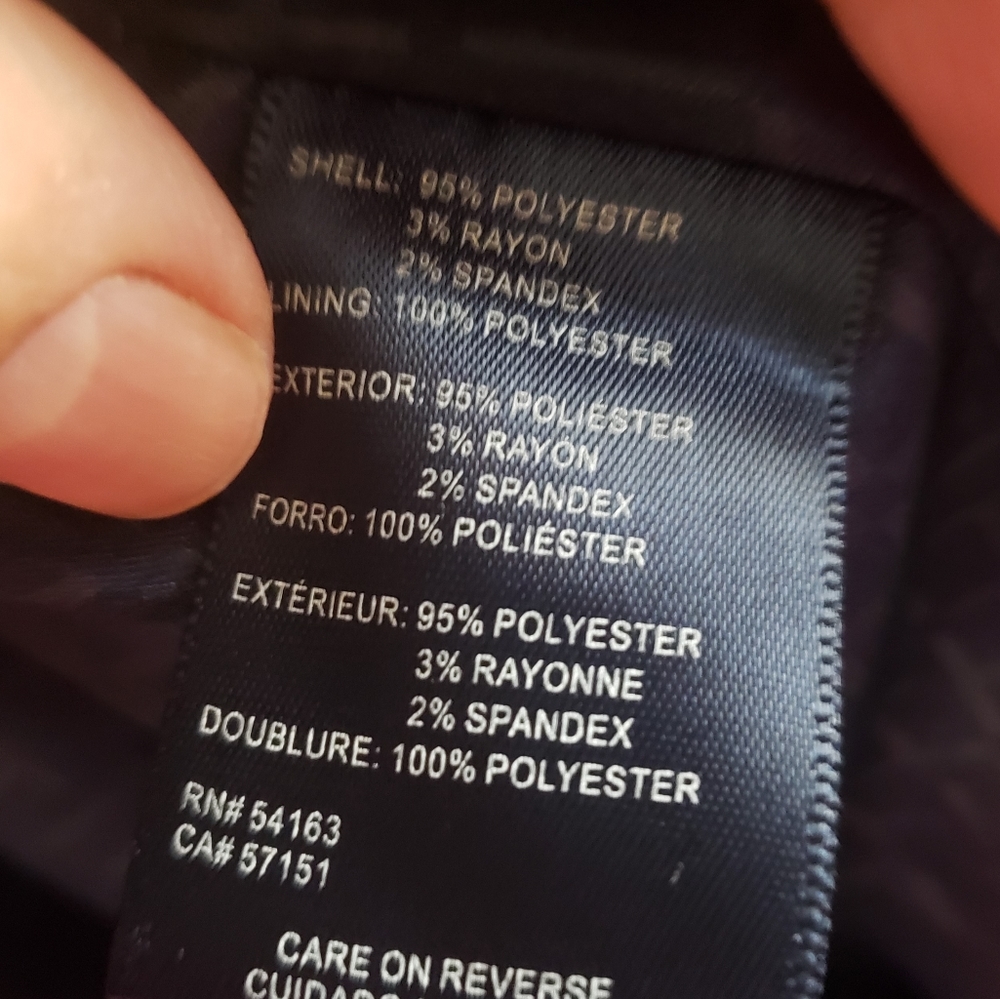 SHELL: 95% POLYESTER
3% RAYON
2% SPANDEX
LINING: 100% POLYESTER
EXTERIOR: 95% POLIÉSTER
3% RAYON
2% SPANDEX
FORRO: 100% POLIÉSTER
EXTÉRIEUR: 95% POLYESTER
3% RAYONNE
2% SPANDEX
DOUBLURE: 100% POLYESTER
RN# 54163
CA# 57151
CARE ON REVERSE